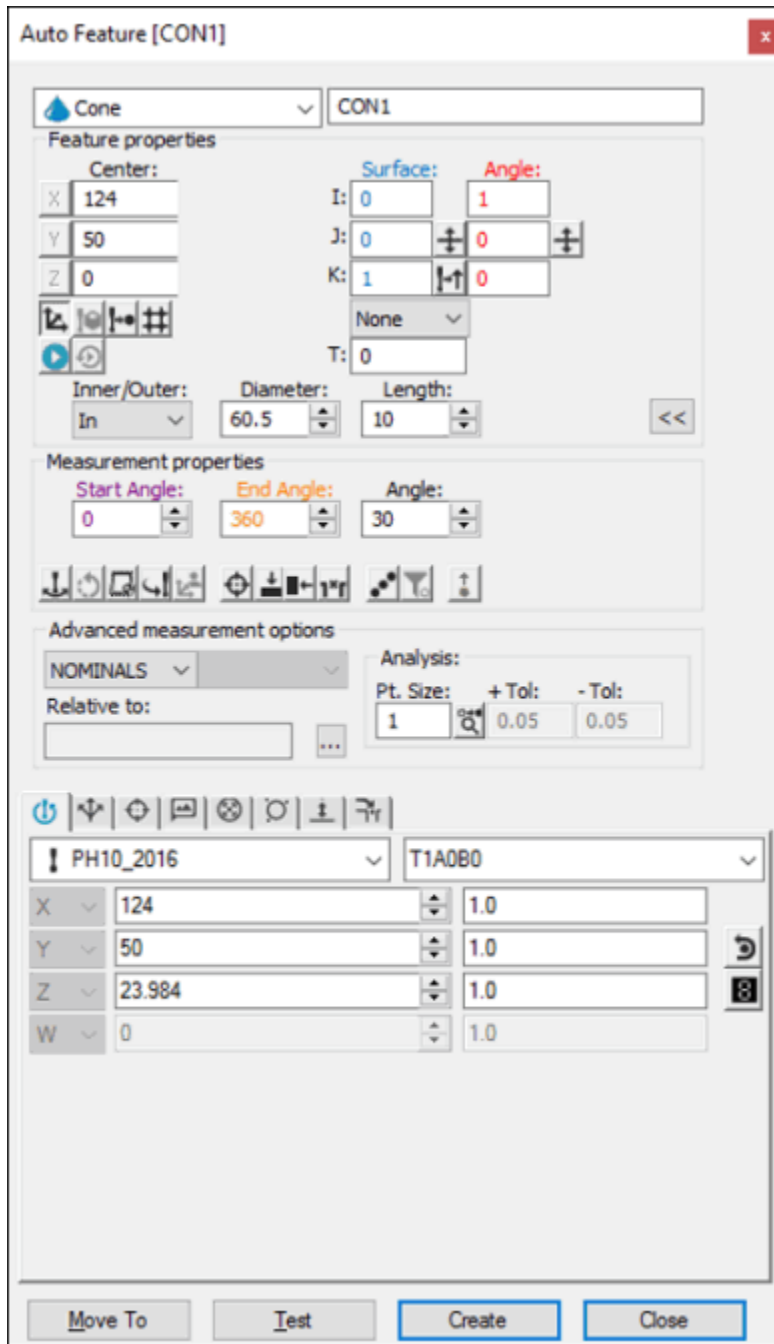 Auto Feature [CON1]
x
Cone CON1
Feature properties
Center: Surface: Angle:
X 124 I: 0 1
Y 50 J: 0 0
Z 0 K: 1 0
None
T: 0
Inner/Outer: Diameter: Length:
In 60.5 10 <<
Measurement properties
Start Angle: End Angle: Angle:
0 360 30
Advanced measurement options
NOMINALS Analysis:
Pt. Size: + Tol: - Tol:
Relative to: 1 0.05 0.05
...
PH10_2016 T1A0B0
X 124 1.0
Y 50 1.0
Z 23.984 1.0
8
W 0 1.0
Move To Test Create Close